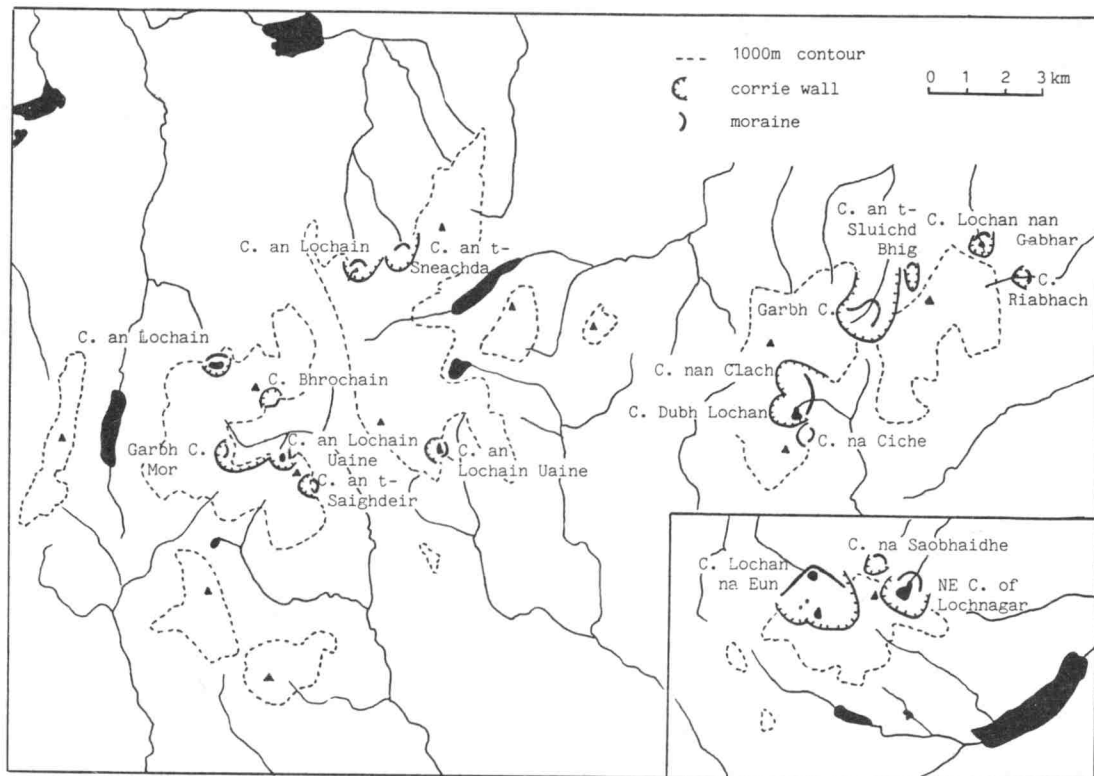 1000m contour
corrie wall
moraine
0 1 2 3 km
C. an Lochain
C. an t-
Sneachda
C. an t-
Sluichd
Bhig
C. Lochan nan
Gabhar
C.
Riabhach
Garbh C.
C. an Lochain
C. Bhrochain
C. nan Clach
C. Dubh Lochan
C. na Ciche
Garbh C.
Mor
C. an Lochain
Uaine
C. an t-
Saighdeir
C. an
Lochain Uaine
C. na Saobhaidhe
C. Lochan
na Eun
NE C. of
Lochnagar